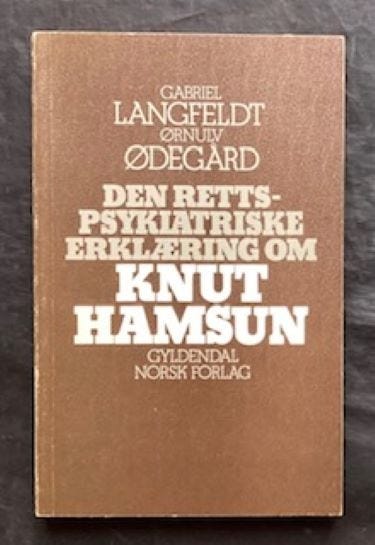 GABRIEL
LANGFELDT
ØRNULV
ØDEGÅRD
DEN RETTS-
PSYKIATRISKE
ERKLÆRING OM
KNUT
HAMSUN
GYLDENDAL
NORSK FORLAG